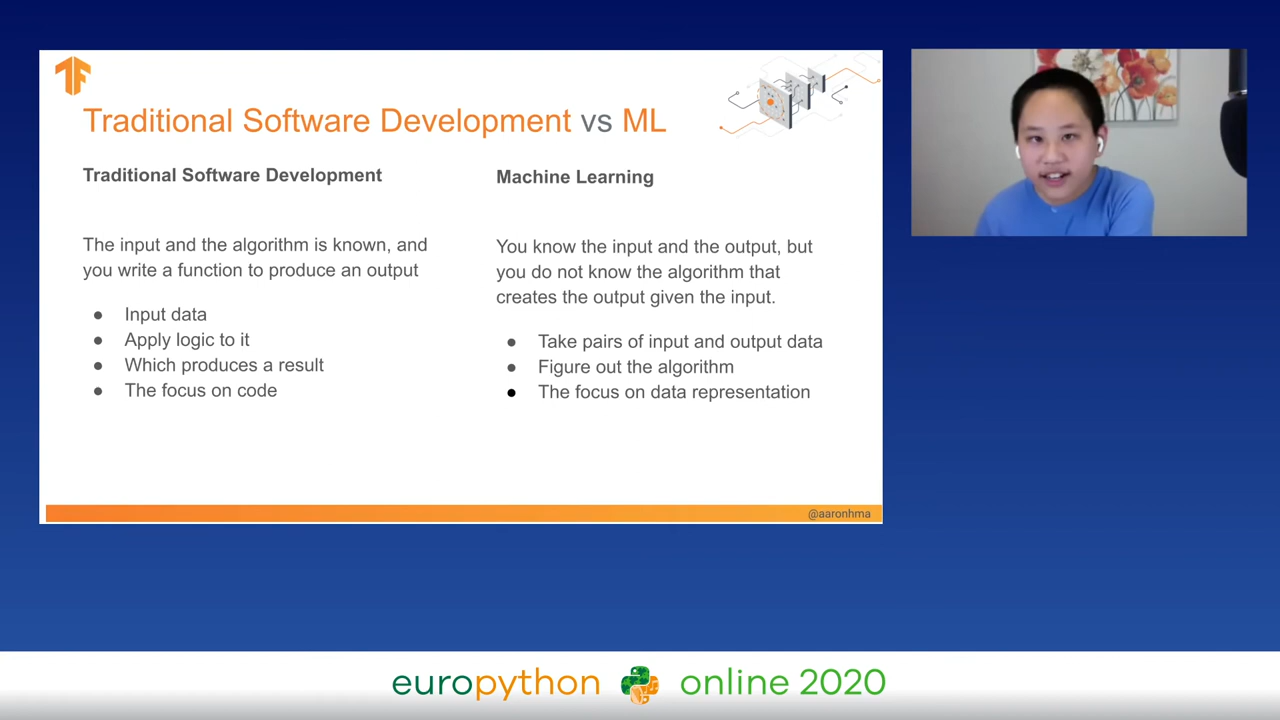 Traditional Software Development vs ML
Traditional Software Development
The input and the algorithm is known, and
you write a function to produce an output
● Input data
● Apply logic to it
● Which produces a result
● The focus on code
Machine Learning
You know the input and the output, but
you do not know the algorithm that
creates the output given the input.
● Take pairs of input and output data
● Figure out the algorithm
● The focus on data representation
@aaronhma
europython online 2020